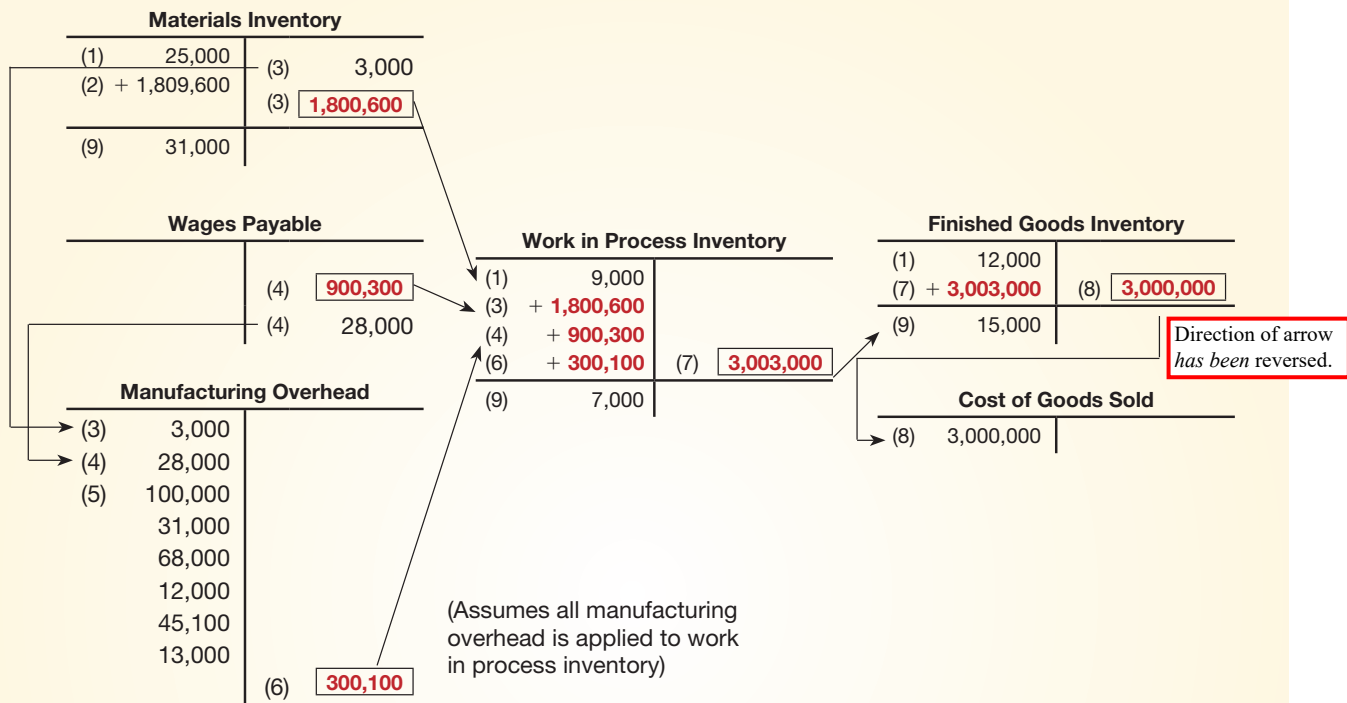 Materials Inventory
(1) 25,000
(3) 3,000
(2) + 1,809,600
(3) 1,800,600
(9) 31,000
Wages Payable
(4) 900,300
(4) 28,000
Manufacturing Overhead
(3) 3,000
(4) 28,000
(5) 100,000
31,000
68,000
12,000
45,100
13,000
(6) 300,100
Work in Process Inventory
(1) 9,000
(3) + 1,800,600
(4) + 900,300
(6) + 300,100 (7) 3,003,000
(9) 7,000
(Assumes all manufacturing
overhead is applied to work
in process inventory)
Finished Goods Inventory
(1) 12,000
(7) + 3,003,000 (8) 3,000,000
(9) 15,000
Direction of arrow
has been reversed.
Cost of Goods Sold
(8) 3,000,000